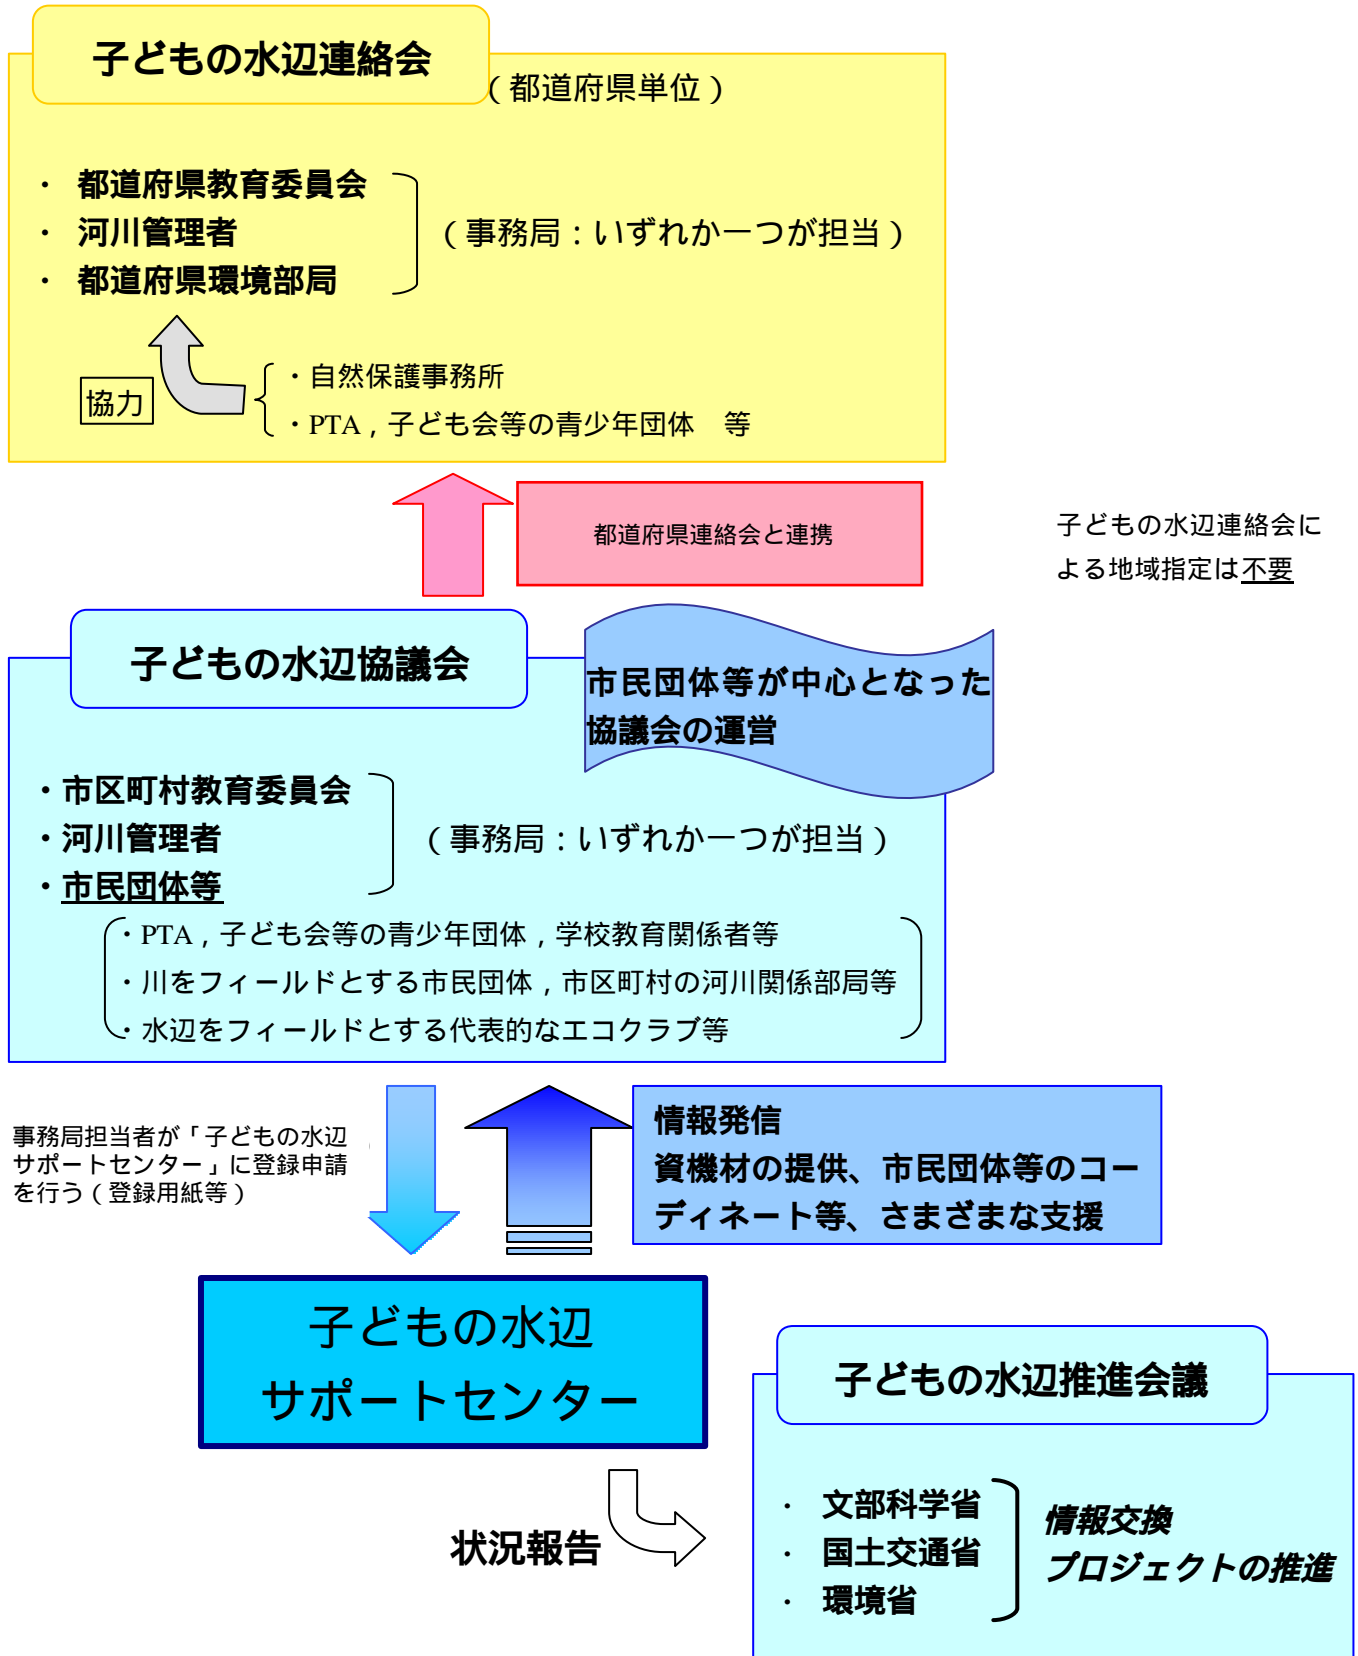 子どもの水辺連絡会
（都道府県単位）
・ 都道府県教育委員会
・ 河川管理者
・ 都道府県環境部局
（事務局：いずれか一つが担当）
協力
・自然保護事務所
・PTA，子ども会等の青少年団体　等
都道府県連絡会と連携
子どもの水辺連絡会に
よる地域指定は不要
子どもの水辺協議会
市民団体等が中心となった
協議会の運営
・市区町村教育委員会
・河川管理者
・市民団体等
（事務局：いずれか一つが担当）
・PTA，子ども会等の青少年団体，学校教育関係者等
・川をフィールドとする市民団体，市区町村の河川関係部局等
・水辺をフィールドとする代表的なエコクラブ等
事務局担当者が「子どもの水辺
サポートセンター」に登録申請
を行う（登録用紙等）
情報発信
資機材の提供、市民団体等のコー
ディネート等、さまざまな支援
子どもの水辺
サポートセンター
状況報告
子どもの水辺推進会議
・ 文部科学省
・ 国土交通省
・ 環境省
情報交換
プロジェクトの推進